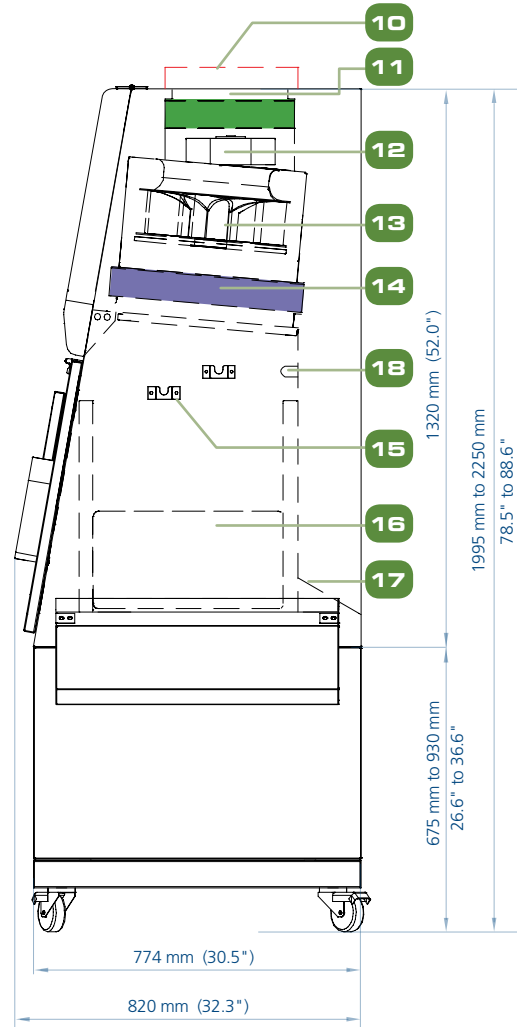 10
11
12
13
14
18
15
16
17
1320 mm (52.0")
1995 mm to 2250 mm
78.5" to 88.6"
675 mm to 930 mm
26.6" to 36.6"
774 mm (30.5")
820 mm (32.3")